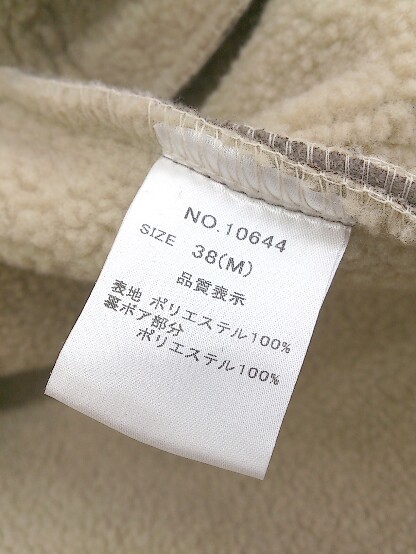 NO.10644
SIZE 38(M)
品質表示
表地 ポリエステル100%
裏ボア部分
ポリエステル100%